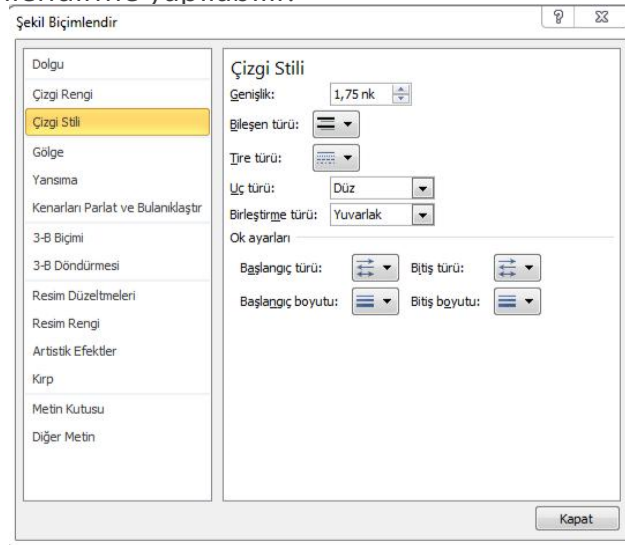 Şekil Biçimlendir
Dolgu
Çizgi Rengi
Çizgi Stili
Gölge
Yansıma
Kenarları Parlat ve Bulanıklaştır
3-B Biçimi
3-B Döndürmesi
Resim Düzeltmeleri
Resim Rengi
Artistik Efektler
Kırp
Metin Kutusu
Diğer Metin
Çizgi Stili
Genişlik: 1,75 nk
Bileşen türü:
Tire türü:
Uç türü: Düz
Birleştirme türü: Yuvarlak
Ok ayarları
Başlangıç türü: Bitiş türü:
Başlangıç boyutu: Bitiş boyutu:
Kapat